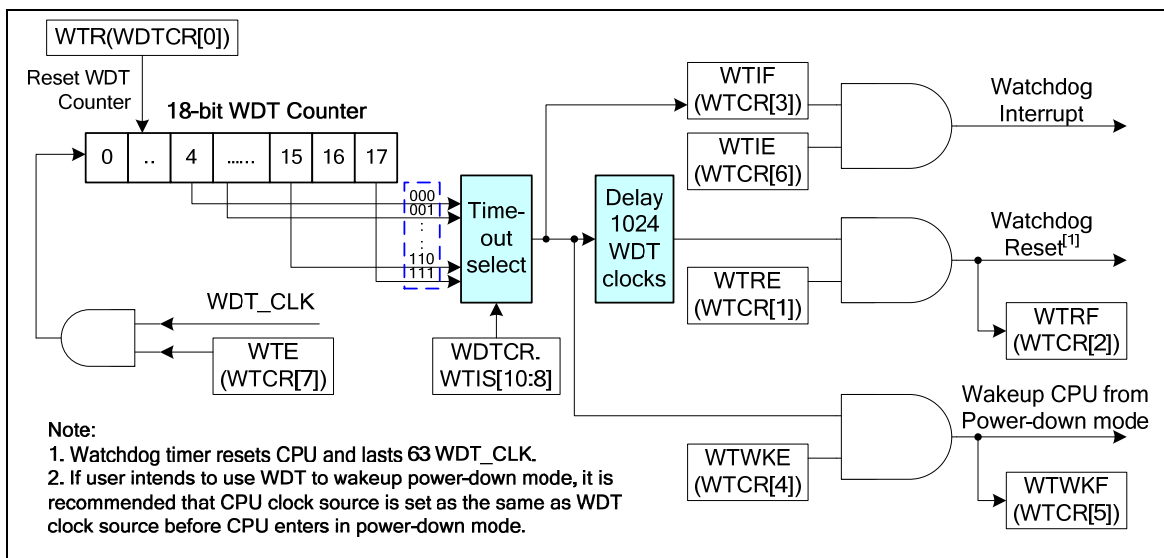 WTR(WDTCR[0])
Reset WDT
Counter
18-bit WDT Counter
0 .. 4 ...... 15 16 17
000
001
:
:
110
111
Time-
out
select
WDTCR.
WTIS[10:8]
WDT_CLK
WTE
(WTCR[7])
Delay
1024
WDT
clocks
WTIF
(WTCR[3])
WTIE
(WTCR[6])
Watchdog
Interrupt
WTRE
(WTCR[1])
Watchdog
Reset[1]
WTRF
(WTCR[2])
WTWKE
(WTCR[4])
Wakeup CPU from
Power-down mode
WTWKF
(WTCR[5])
Note:
1. Watchdog timer resets CPU and lasts 63 WDT_CLK.
2. If user intends to use WDT to wakeup power-down mode, it is
recommended that CPU clock source is set as the same as WDT
clock source before CPU enters in power-down mode.